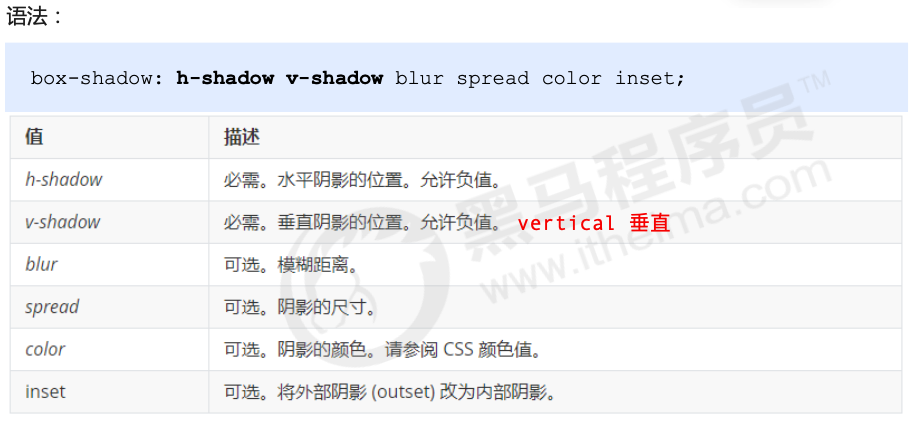 语法：
box-shadow: h-shadow v-shadow blur spread color inset;
值 描述
h-shadow 必需。水平阴影的位置。允许负值。
v-shadow 必需。垂直阴影的位置。允许负值。 vertical 垂直
blur 可选。模糊距离。
spread 可选。阴影的尺寸。
color 可选。阴影的颜色。请参阅 CSS 颜色值。
inset 可选。将外部阴影 (outset) 改为内部阴影。
黑马程序员™
www.itheima.com